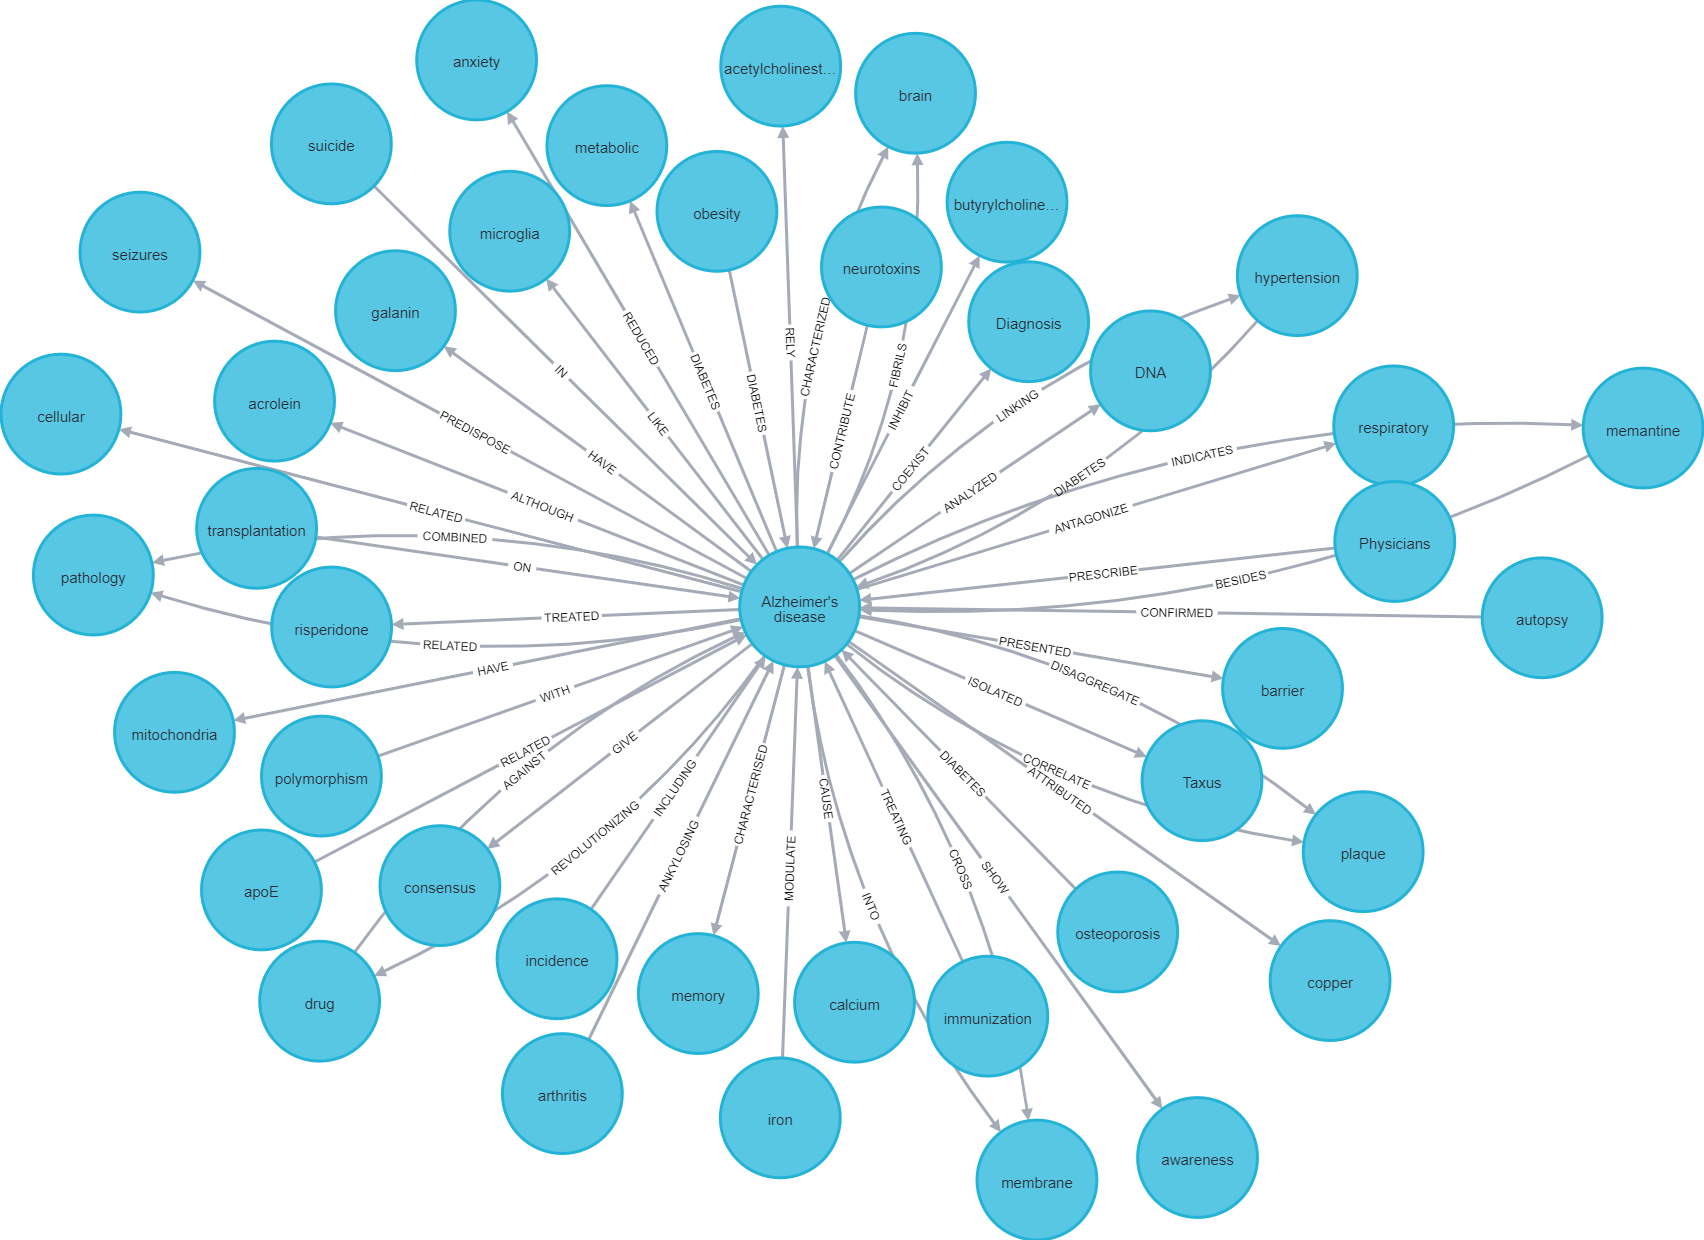 anxiety
acetylcholinest...
brain
suicide
metabolic
butyrylcholine...
obesity
microglia
seizures
neurotoxins
hypertension
galanin
Diagnosis
DNA
CHARACTERIZED
REDUCED
RELY
IN
FIBRILS
DIABETES
DIABETES
acrolein
cellular
LINKING
INHIBIT
respiratory
memantine
LIKE
CONTRIBUTE
PREDISPOSE
INDICATES
HAVE
COEXIST
DIABETES
ANALYZED
ALTHOUGH
RELATED
ANTAGONIZE
transplantation
COMBINED
Physicians
ON
PRESCRIBE
BESIDES
pathology
Alzheimer's
disease
CONFIRMED
TREATED
autopsy
risperidone
RELATED
PRESENTED
HAVE
DISAGGREGATE
barrier
ISOLATED
WITH
mitochondria
GIVE
RELATED
AGAINST
polymorphism
DIABETES
CORRELATE
ATTRIBUTED
Taxus
INCLUDING
CHARACTERISED
CAUSE
TREATING
REVOLUTIONIZING
plaque
ANKYLOSING
MODULATE
CROSS
SHOW
apoE
consensus
INTO
osteoporosis
incidence
copper
memory
drug
calcium
immunization
arthritis
iron
awareness
membrane